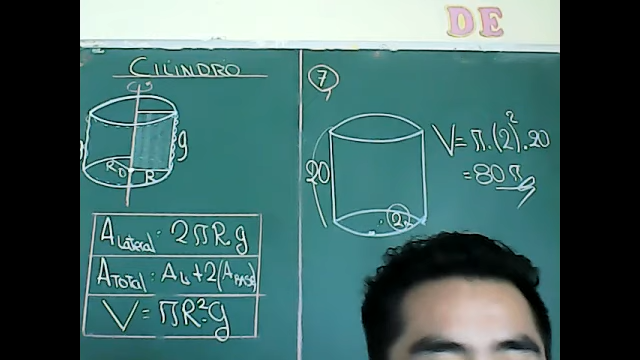 DE
CILINDRO
g
R
R
A Lateral = 2πRg
A TOTAL: AL + 2(A BASE)
V = πR².g
7
20
2
V = π.(2)².20
= 80π